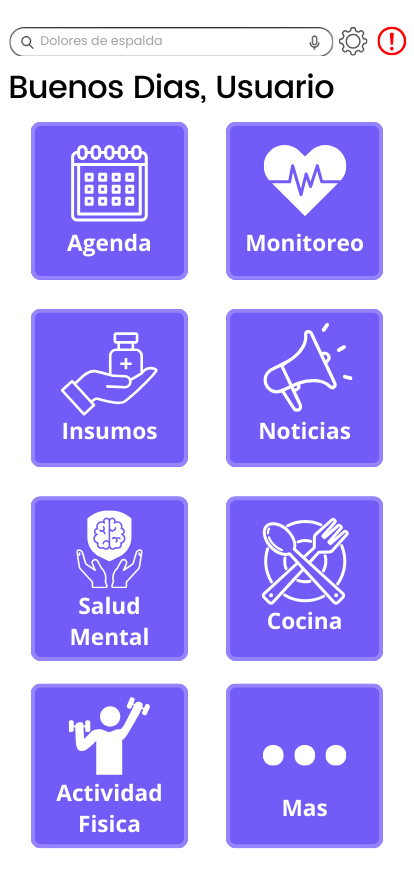 Dolores de espalda
Buenos Dias, Usuario
Agenda
Monitoreo
Insumos
Noticias
Salud
Mental
Cocina
Actividad
Fisica
Mas